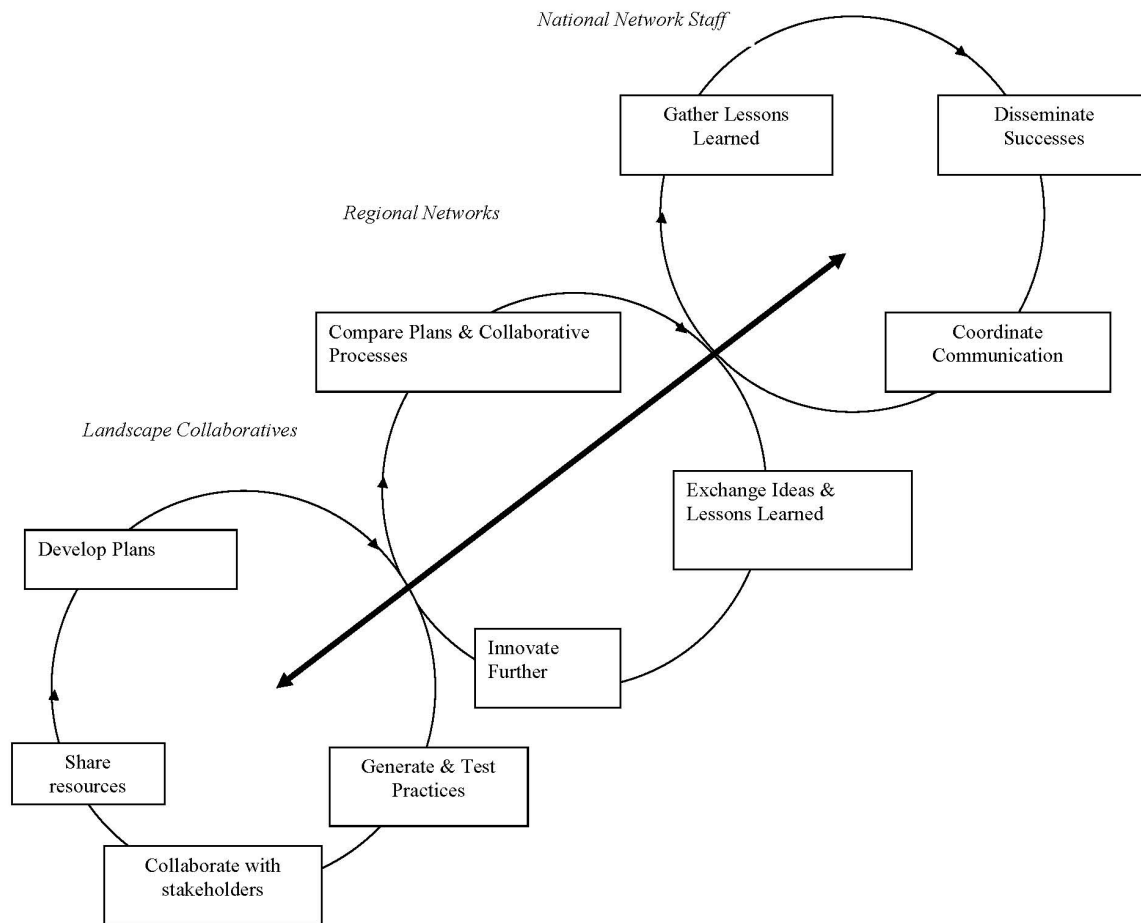 National Network Staff
Gather Lessons
Learned
Disseminate
Successes
Regional Networks
Compare Plans & Collaborative
Processes
Coordinate
Communication
Landscape Collaboratives
Exchange Ideas &
Lessons Learned
Develop Plans
Innovate
Further
Share
resources
Generate & Test
Practices
Collaborate with
stakeholders